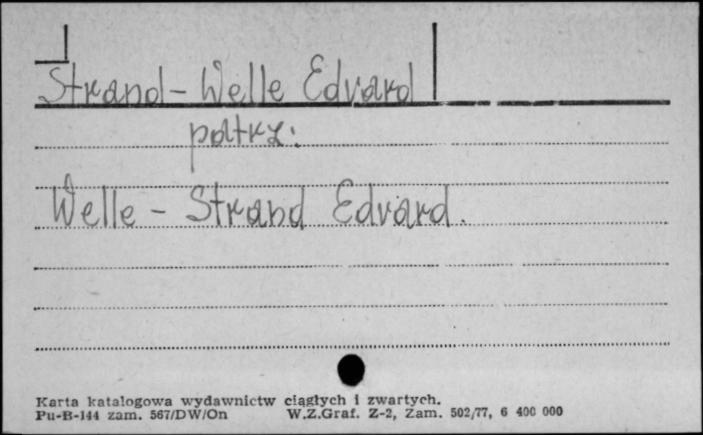 Strand-Welle Edvard
patrz:
Welle - Strand Edvard.
Karta katalogowa wydawnictw ciągłych i zwartych.
Pu-B-144 zam. 567/DW/On W.Z.Graf. Z-2, Zam. 502/77, 6 400 000